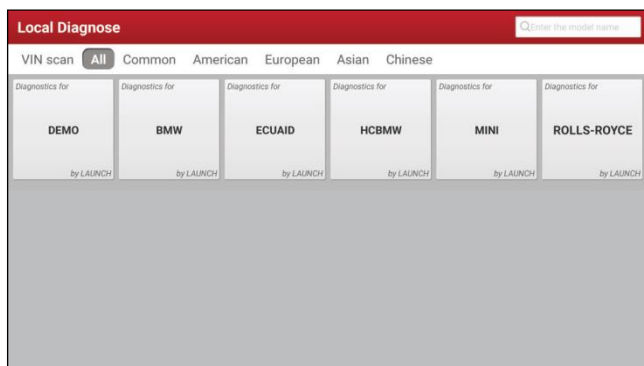 Local Diagnose
Enter the model name
VIN scan All Common American European Asian Chinese
Diagnostics for Diagnostics for Diagnostics for Diagnostics for Diagnostics for Diagnostics for
DEMO BMW ECUAID HCBMW MINI ROLLS-ROYCE
by LAUNCH by LAUNCH by LAUNCH by LAUNCH by LAUNCH by LAUNCH